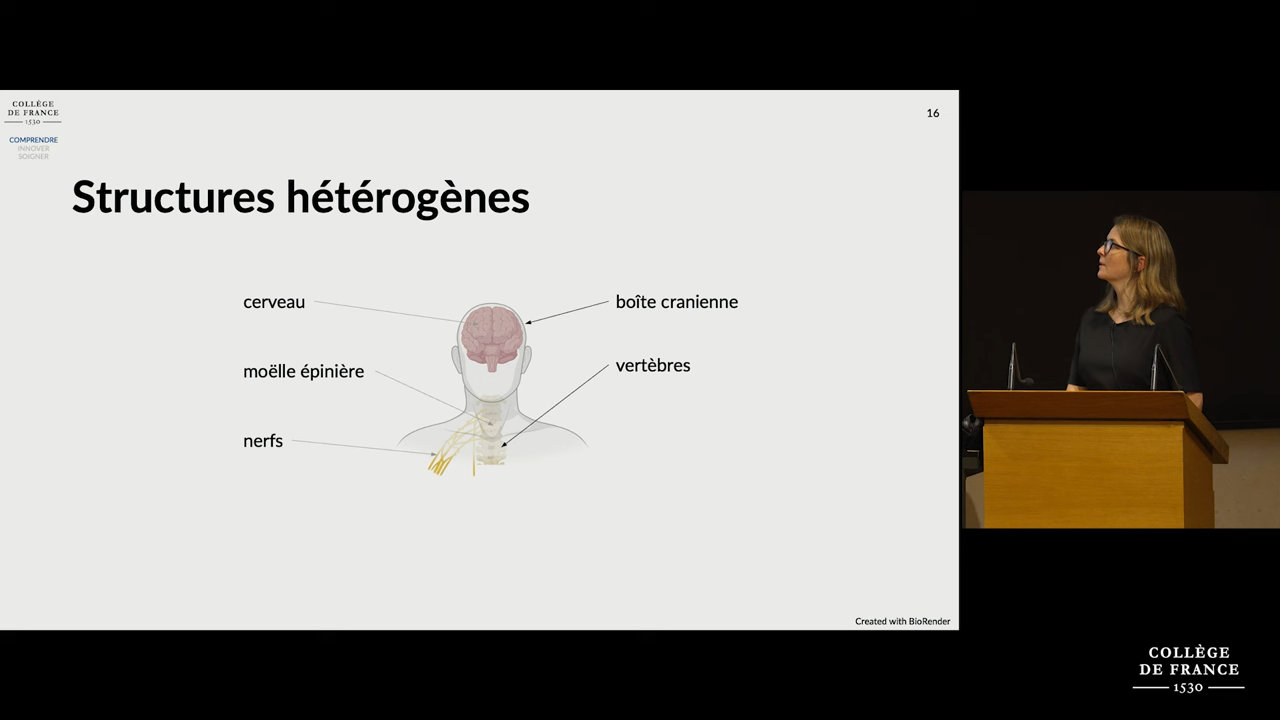 COLLÈGE
DE FRANCE
1530
COMPRENDRE
INNOVER
SOIGNER
16
Structures hétérogènes
cerveau
boîte cranienne
moëlle épinière
vertèbres
nerfs
Created with BioRender
COLLÈGE
DE FRANCE
1530